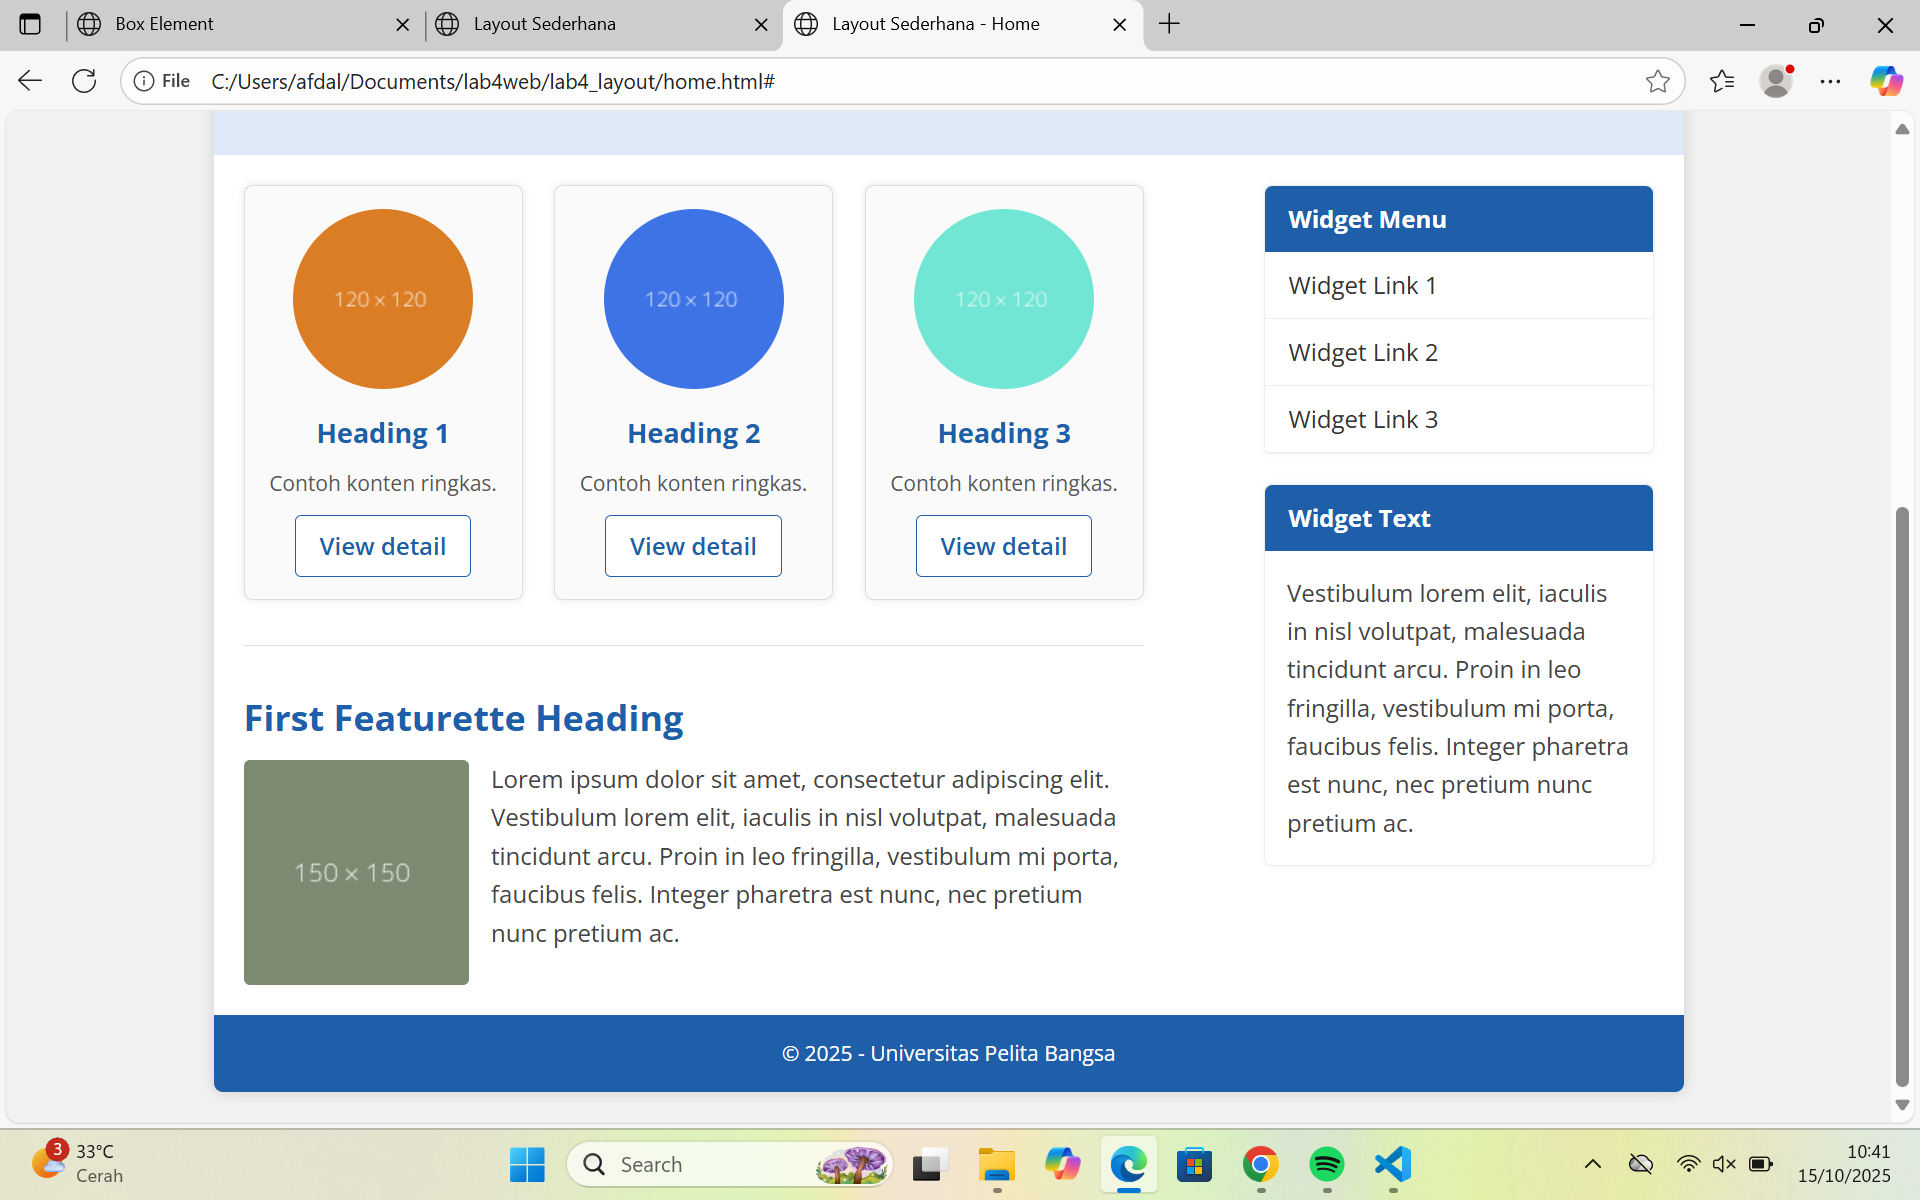 Box Element
Layout Sederhana
Layout Sederhana - Home
File
C:/Users/afdal/Documents/lab4web/lab4_layout/home.html#
120 × 120
Heading 1
Contoh konten ringkas.
View detail
120 × 120
Heading 2
Contoh konten ringkas.
View detail
120 × 120
Heading 3
Contoh konten ringkas.
View detail
First Featurette Heading
150 × 150
Lorem ipsum dolor sit amet, consectetur adipiscing elit.
Vestibulum lorem elit, iaculis in nisl volutpat, malesuada
tincidunt arcu. Proin in leo fringilla, vestibulum mi porta,
faucibus felis. Integer pharetra est nunc, nec pretium
nunc pretium ac.
Widget Menu
Widget Link 1
Widget Link 2
Widget Link 3
Widget Text
Vestibulum lorem elit, iaculis
in nisl volutpat, malesuada
tincidunt arcu. Proin in leo
fringilla, vestibulum mi porta,
faucibus felis. Integer pharetra
est nunc, nec pretium nunc
pretium ac.
© 2025 - Universitas Pelita Bangsa
3
33°C
Cerah
Search
10:41
15/10/2025